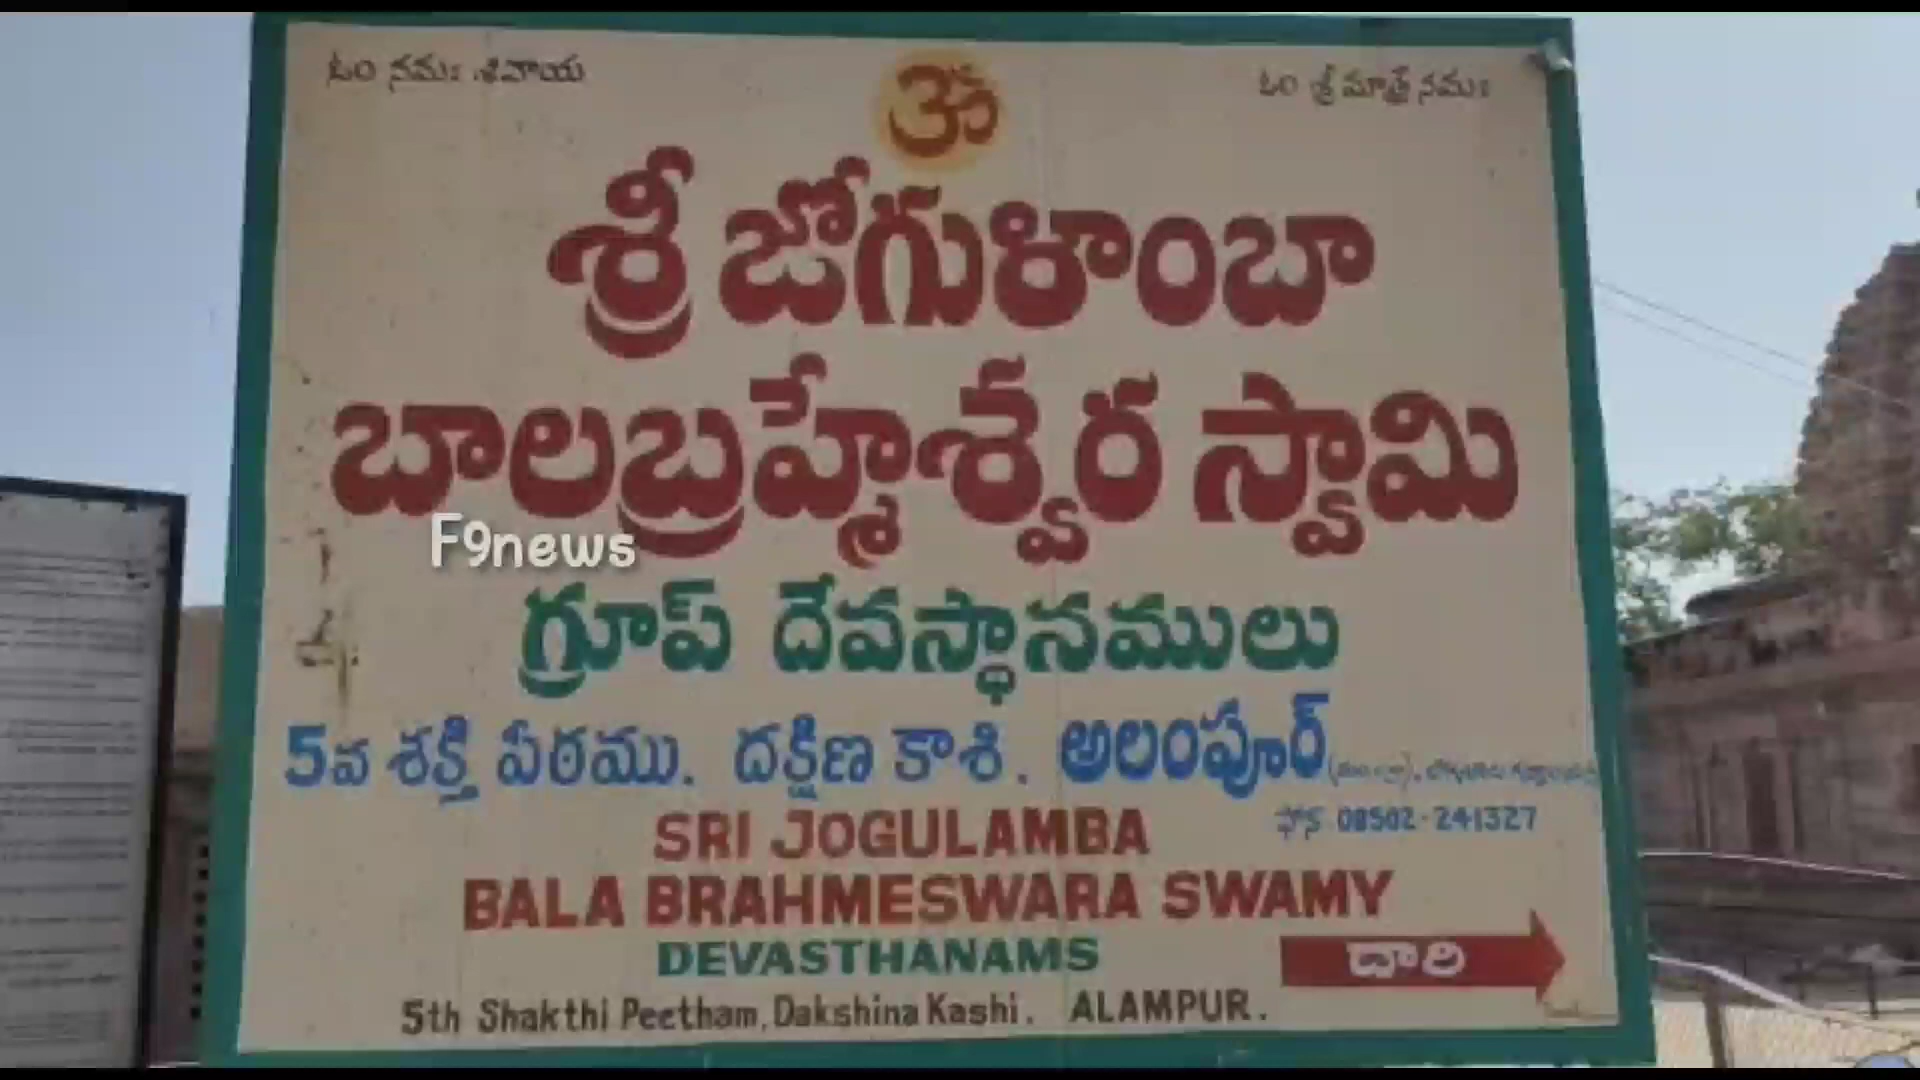 ఓం నమః శివాయ
ఓం శ్రీ మాత్రే నమః
ॐ
శ్రీ జోగుళాంబా
బాలబ్రహ్మేశ్వర స్వామి
F9news
గ్రూప్ దేవస్థానములు
5వ శక్తి పీఠము. దక్షిణ కాశి. అలంపూర్
ఫోన్ 08502-241327
SRI JOGULAMBA
BALA BRAHMESWARA SWAMY
DEVASTHANAMS
దారి
5th Shakthi Peetham, Dakshina Kashi. ALAMPUR.